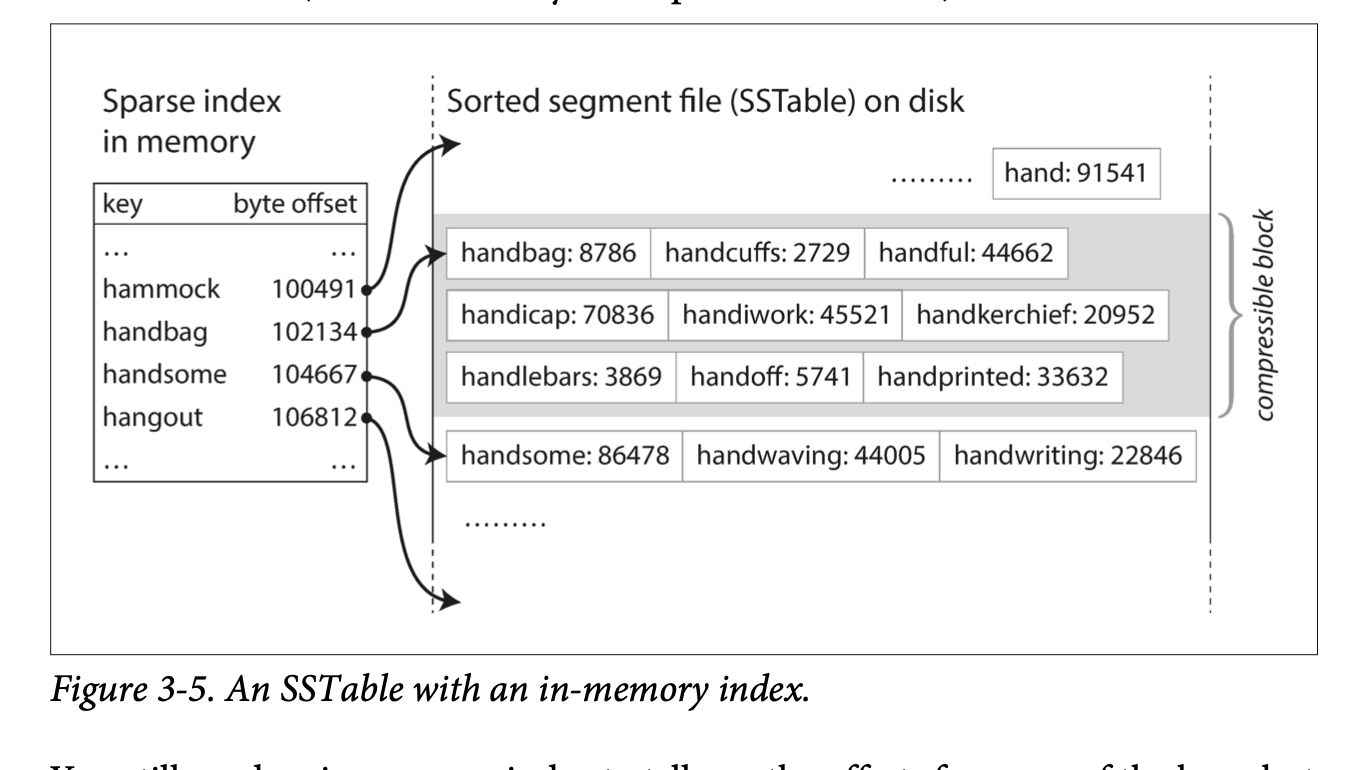 Sparse index
in memory
key byte offset
... ...
hammock 100491
handbag 102134
handsome 104667
hangout 106812
... ...
Sorted segment file (SSTable) on disk
......... hand: 91541
handbag: 8786 handcuffs: 2729 handful: 44662
handicap: 70836 handiwork: 45521 handkerchief: 20952
handlebars: 3869 handoff: 5741 handprinted: 33632
handsome: 86478 handwaving: 44005 handwriting: 22846
.........
compressible block
Figure 3-5. An SSTable with an in-memory index.